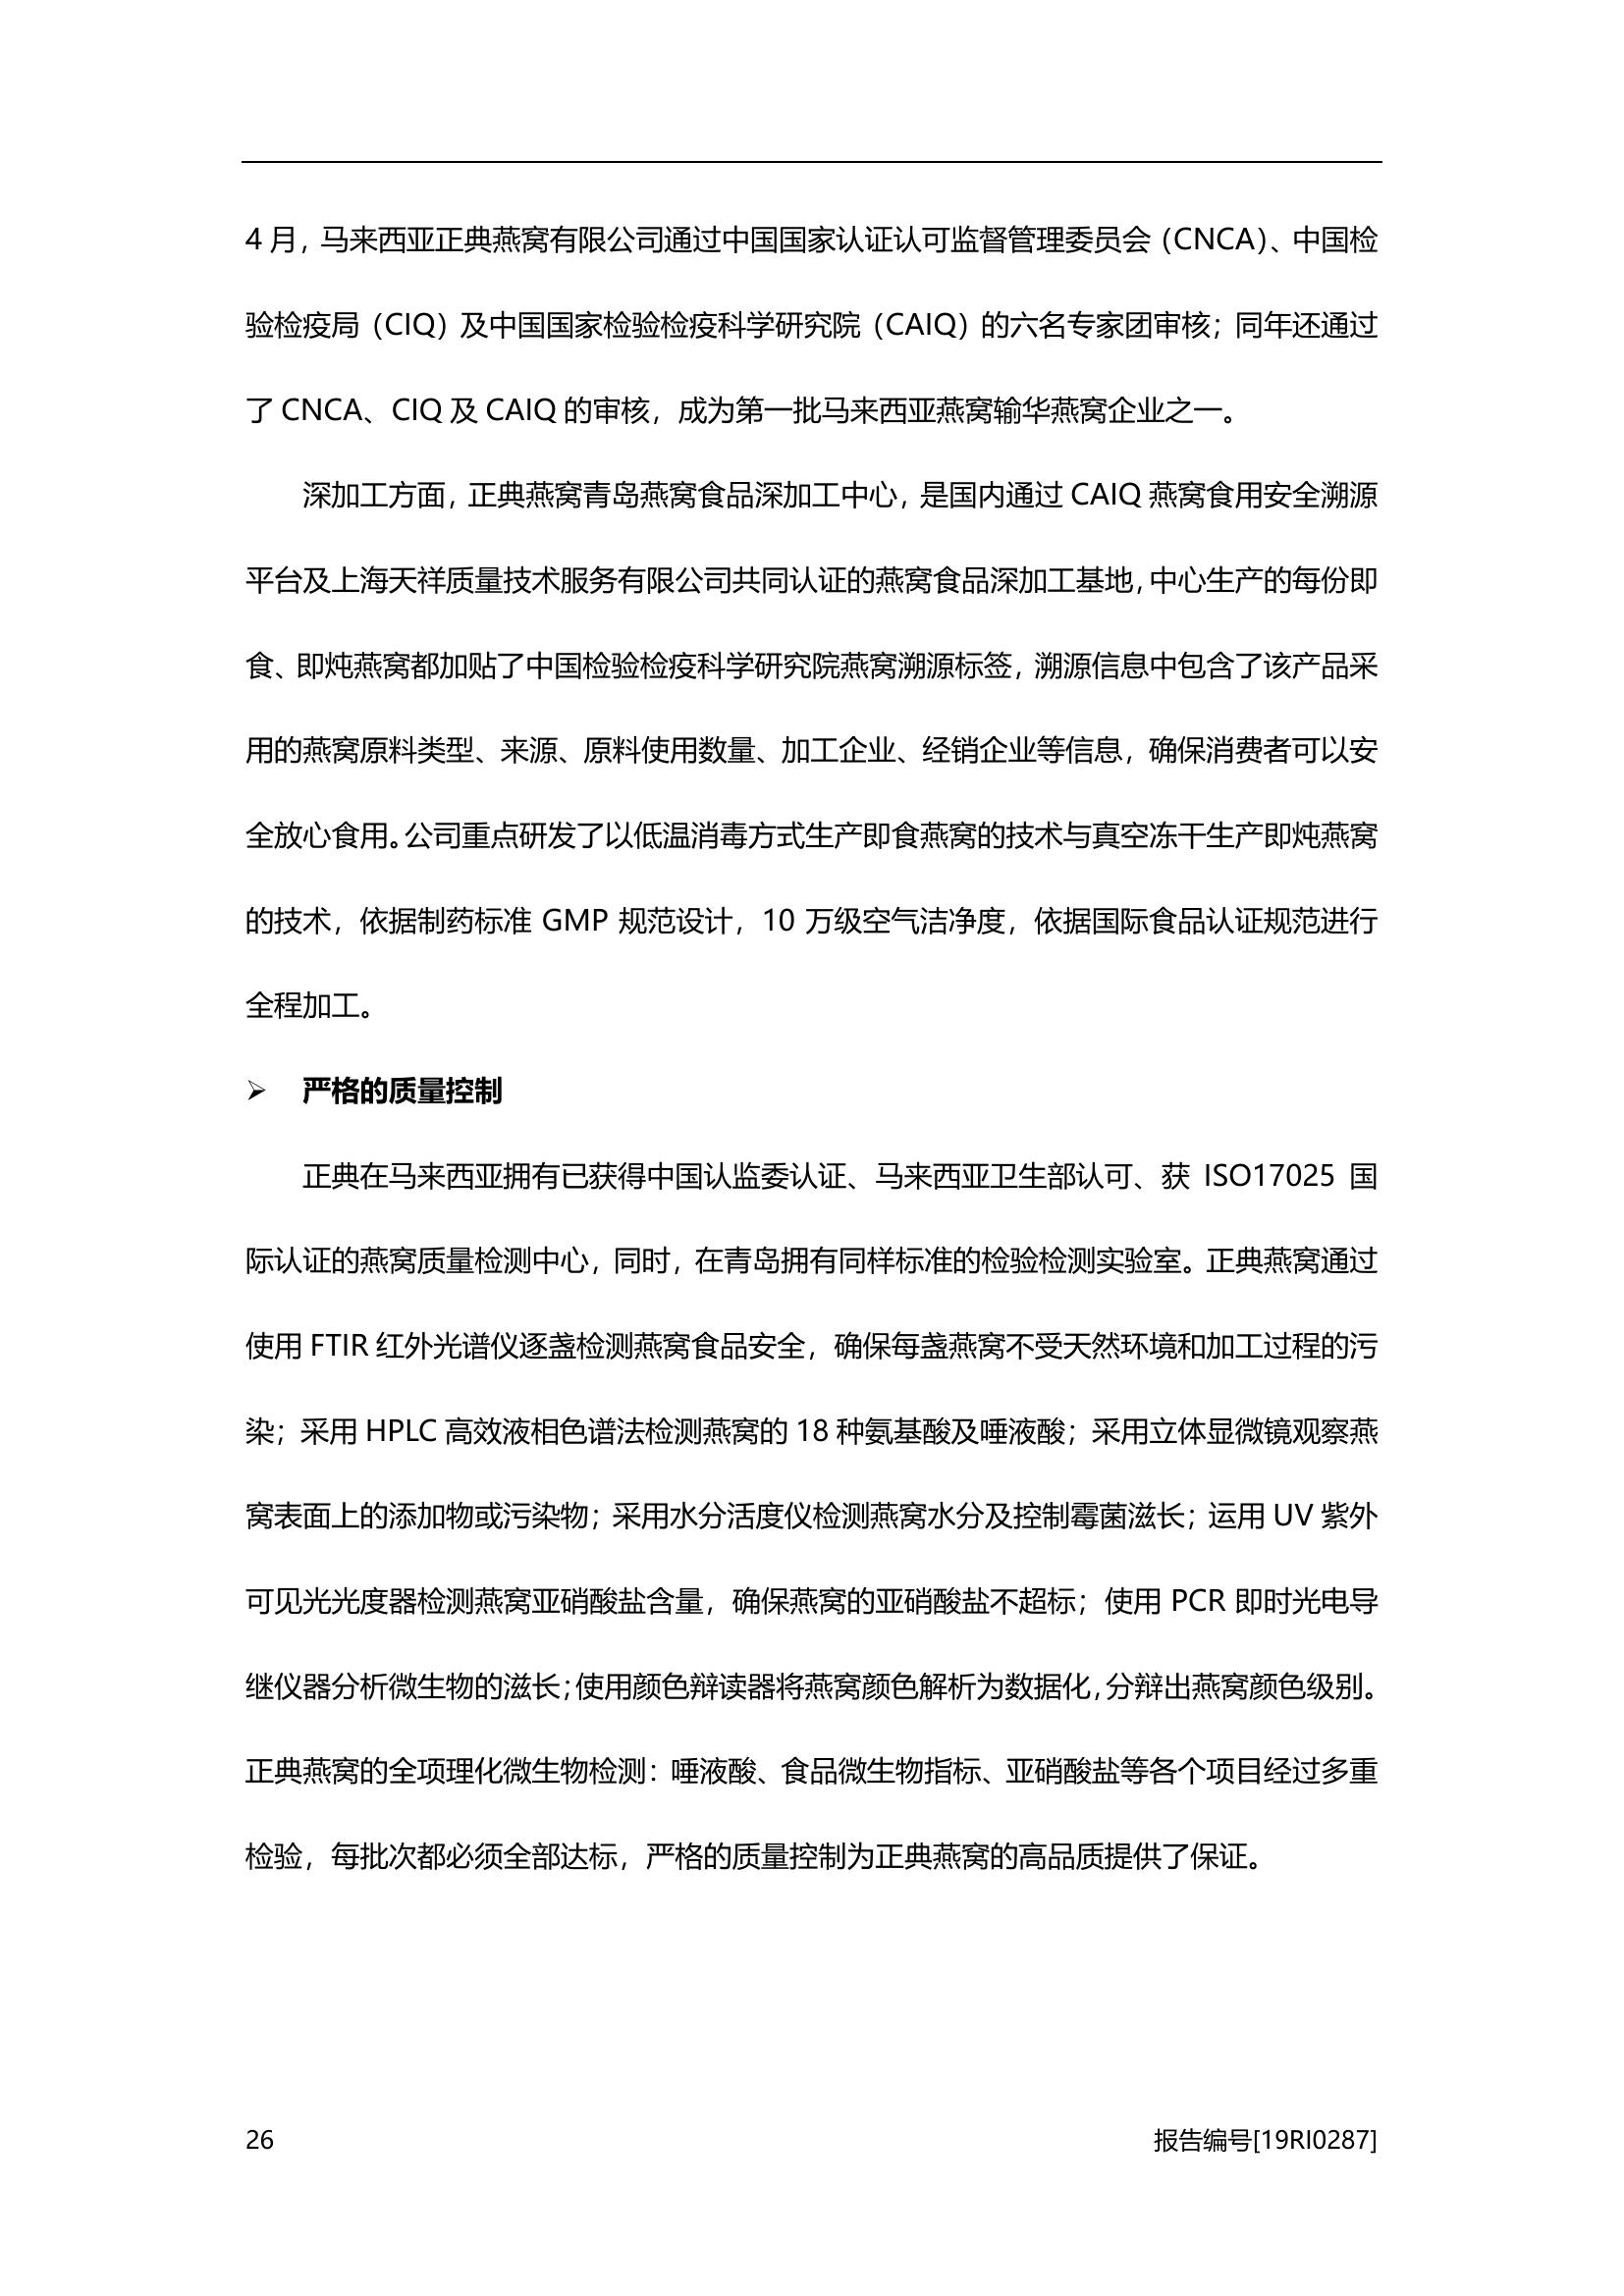 4 月，马来西亚正典燕窝有限公司通过中国国家认证认可监督管理委员会（CNCA）、中国检
验检疫局（CIQ）及中国国家检验检疫科学研究院（CAIQ）的六名专家团审核；同年还通过
了 CNCA、CIQ 及 CAIQ 的审核，成为第一批马来西亚燕窝输华燕窝企业之一。
深加工方面，正典燕窝青岛燕窝食品深加工中心，是国内通过 CAIQ 燕窝食用安全溯源
平台及上海天祥质量技术服务有限公司共同认证的燕窝食品深加工基地，中心生产的每份即
食、即炖燕窝都加贴了中国检验检疫科学研究院燕窝溯源标签，溯源信息中包含了该产品采
用的燕窝原料类型、来源、原料使用数量、加工企业、经销企业等信息，确保消费者可以安
全放心食用。公司重点研发了以低温消毒方式生产即食燕窝的技术与真空冻干生产即炖燕窝
的技术，依据制药标准 GMP 规范设计，10 万级空气洁净度，依据国际食品认证规范进行
全程加工。
➢ 严格的质量控制
正典在马来西亚拥有已获得中国认监委认证、马来西亚卫生部认可、获 ISO17025 国
际认证的燕窝质量检测中心，同时，在青岛拥有同样标准的检验检测实验室。正典燕窝通过
使用 FTIR 红外光谱仪逐盏检测燕窝食品安全，确保每盏燕窝不受天然环境和加工过程的污
染；采用 HPLC 高效液相色谱法检测燕窝的 18 种氨基酸及唾液酸；采用立体显微镜观察燕
窝表面上的添加物或污染物；采用水分活度仪检测燕窝水分及控制霉菌滋长；运用 UV 紫外
可见光光度器检测燕窝亚硝酸盐含量，确保燕窝的亚硝酸盐不超标；使用 PCR 即时光电导
继仪器分析微生物的滋长；使用颜色辩读器将燕窝颜色解析为数据化，分辩出燕窝颜色级别。
正典燕窝的全项理化微生物检测：唾液酸、食品微生物指标、亚硝酸盐等各个项目经过多重
检验，每批次都必须全部达标，严格的质量控制为正典燕窝的高品质提供了保证。
26
报告编号[19RI0287]